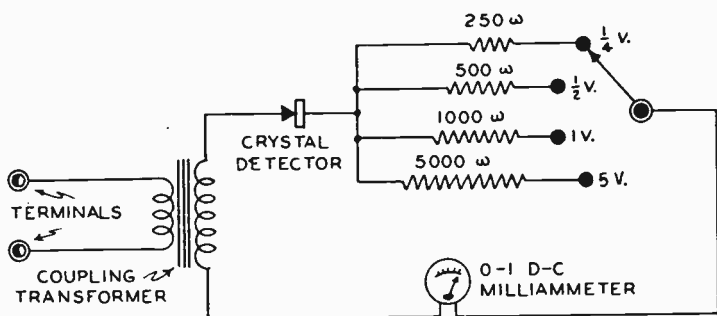 250 ω
1/4 V.
500 ω
1/2 V.
1000 ω
1 V.
CRYSTAL
DETECTOR
5000 ω
5 V.
TERMINALS
COUPLING
TRANSFORMER
0-1 D-C
MILLIAMMETER